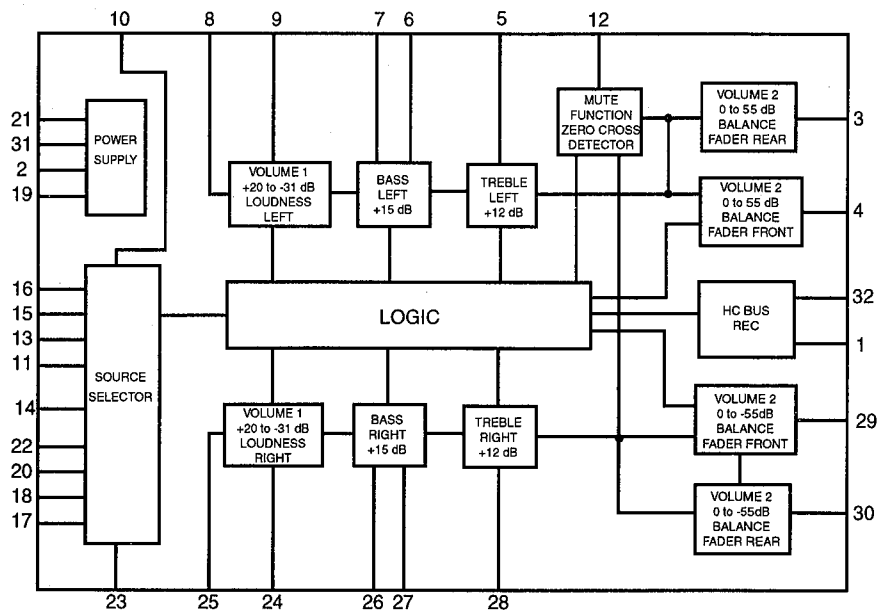 10
8
9
7
6
5
12
21
31
2
19
POWER
SUPPLY
VOLUME 1
+20 to -31 dB
LOUDNESS
LEFT
BASS
LEFT
+15 dB
TREBLE
LEFT
+12 dB
MUTE
FUNCTION
ZERO CROSS
DETECTOR
VOLUME 2
0 to 55 dB
BALANCE
FADER REAR
3
VOLUME 2
0 to 55 dB
BALANCE
FADER FRONT
4
16
15
13
11
14
22
20
18
17
SOURCE
SELECTOR
LOGIC
HC BUS
REC
32
1
VOLUME 1
+20 to -31 dB
LOUDNESS
RIGHT
BASS
RIGHT
+15 dB
TREBLE
RIGHT
+12 dB
VOLUME 2
0 to -55dB
BALANCE
FADER FRONT
29
VOLUME 2
0 to -55dB
BALANCE
FADER REAR
30
23
25
24
26
27
28